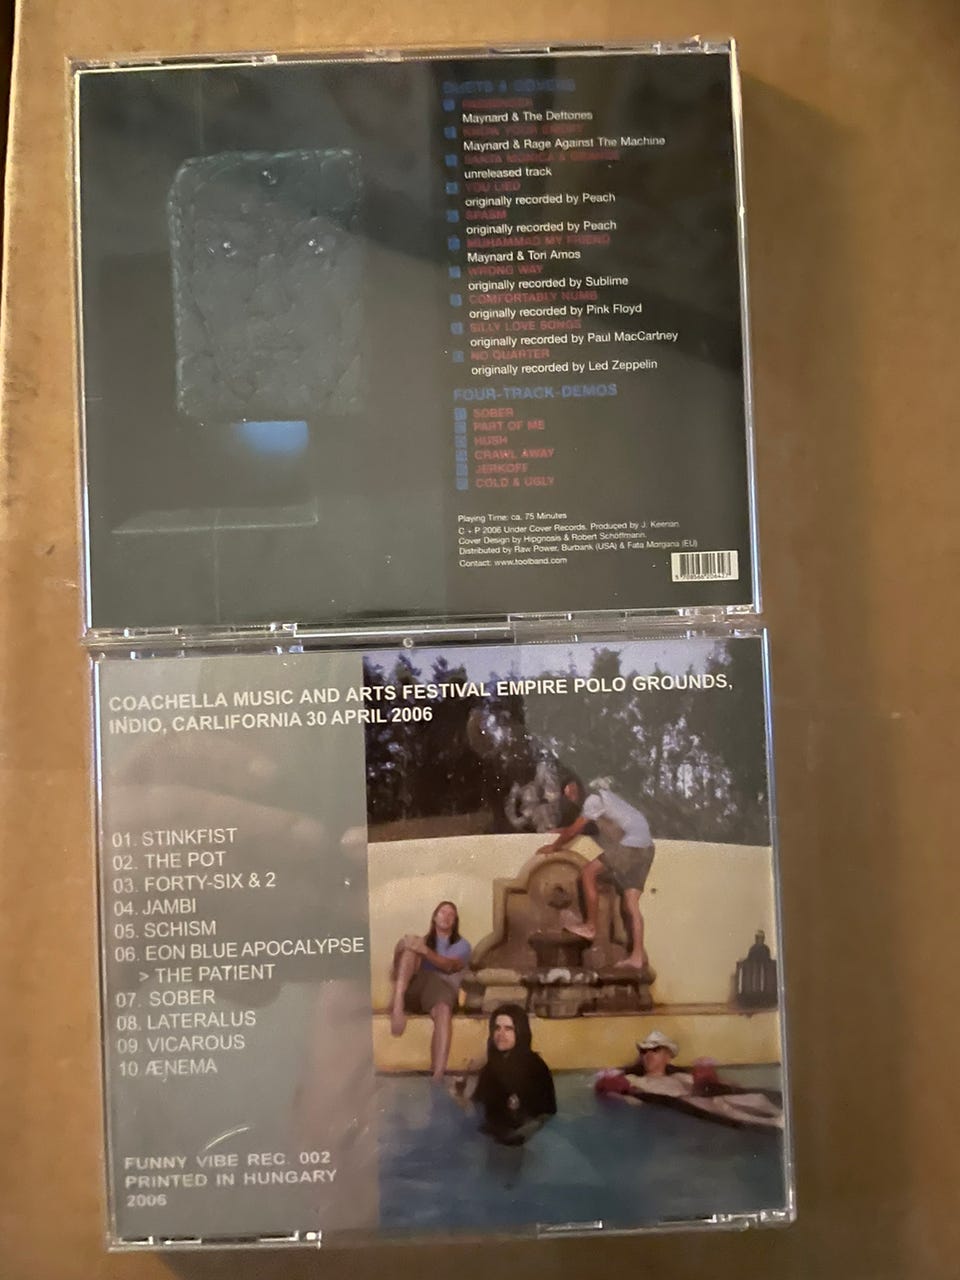 DUETS & COVERS
PASSENGER
Maynard & The Deftones
KNOW YOUR ENEMY
Maynard & Rage Against The Machine
SANTA MONICA &
unreleased track
YOU LIED
originally recorded by Peach
SPASM
originally recorded by Peach
MUHAMMAD MY FRIEND
Maynard & Tori Amos
WRONG WAY
originally recorded by Sublime
COMFORTABLY NUMB
originally recorded by Pink Floyd
SILLY LOVE SONGS
originally recorded by Paul MacCartney
NO QUARTER
originally recorded by Led Zeppelin
FOUR-TRACK-DEMOS
SOBER
PART OF ME
HUSH
CRAWL AWAY
JERKOFF
COLD & UGLY
Playing Time: ca. 75 Minutes
C + P 2006 Under Cover Records. Produced by J. Keenan.
Cover Design by Hipgnosis & Robert Schöffmann.
Distributed by Raw Power, Burbank (USA) & Fata Morgana (EU)
Contact: www.toolband.com
COACHELLA MUSIC AND ARTS FESTIVAL EMPIRE POLO GROUNDS,
INDIO, CARLIFORNIA 30 APRIL 2006
01. STINKFIST
02. THE POT
03. FORTY-SIX & 2
04. JAMBI
05. SCHISM
06. EON BLUE APOCALYPSE
> THE PATIENT
07. SOBER
08. LATERALUS
09. VICAROUS
10. ÆNEMA
FUNNY VIBE REC. 002
PRINTED IN HUNGARY
2006